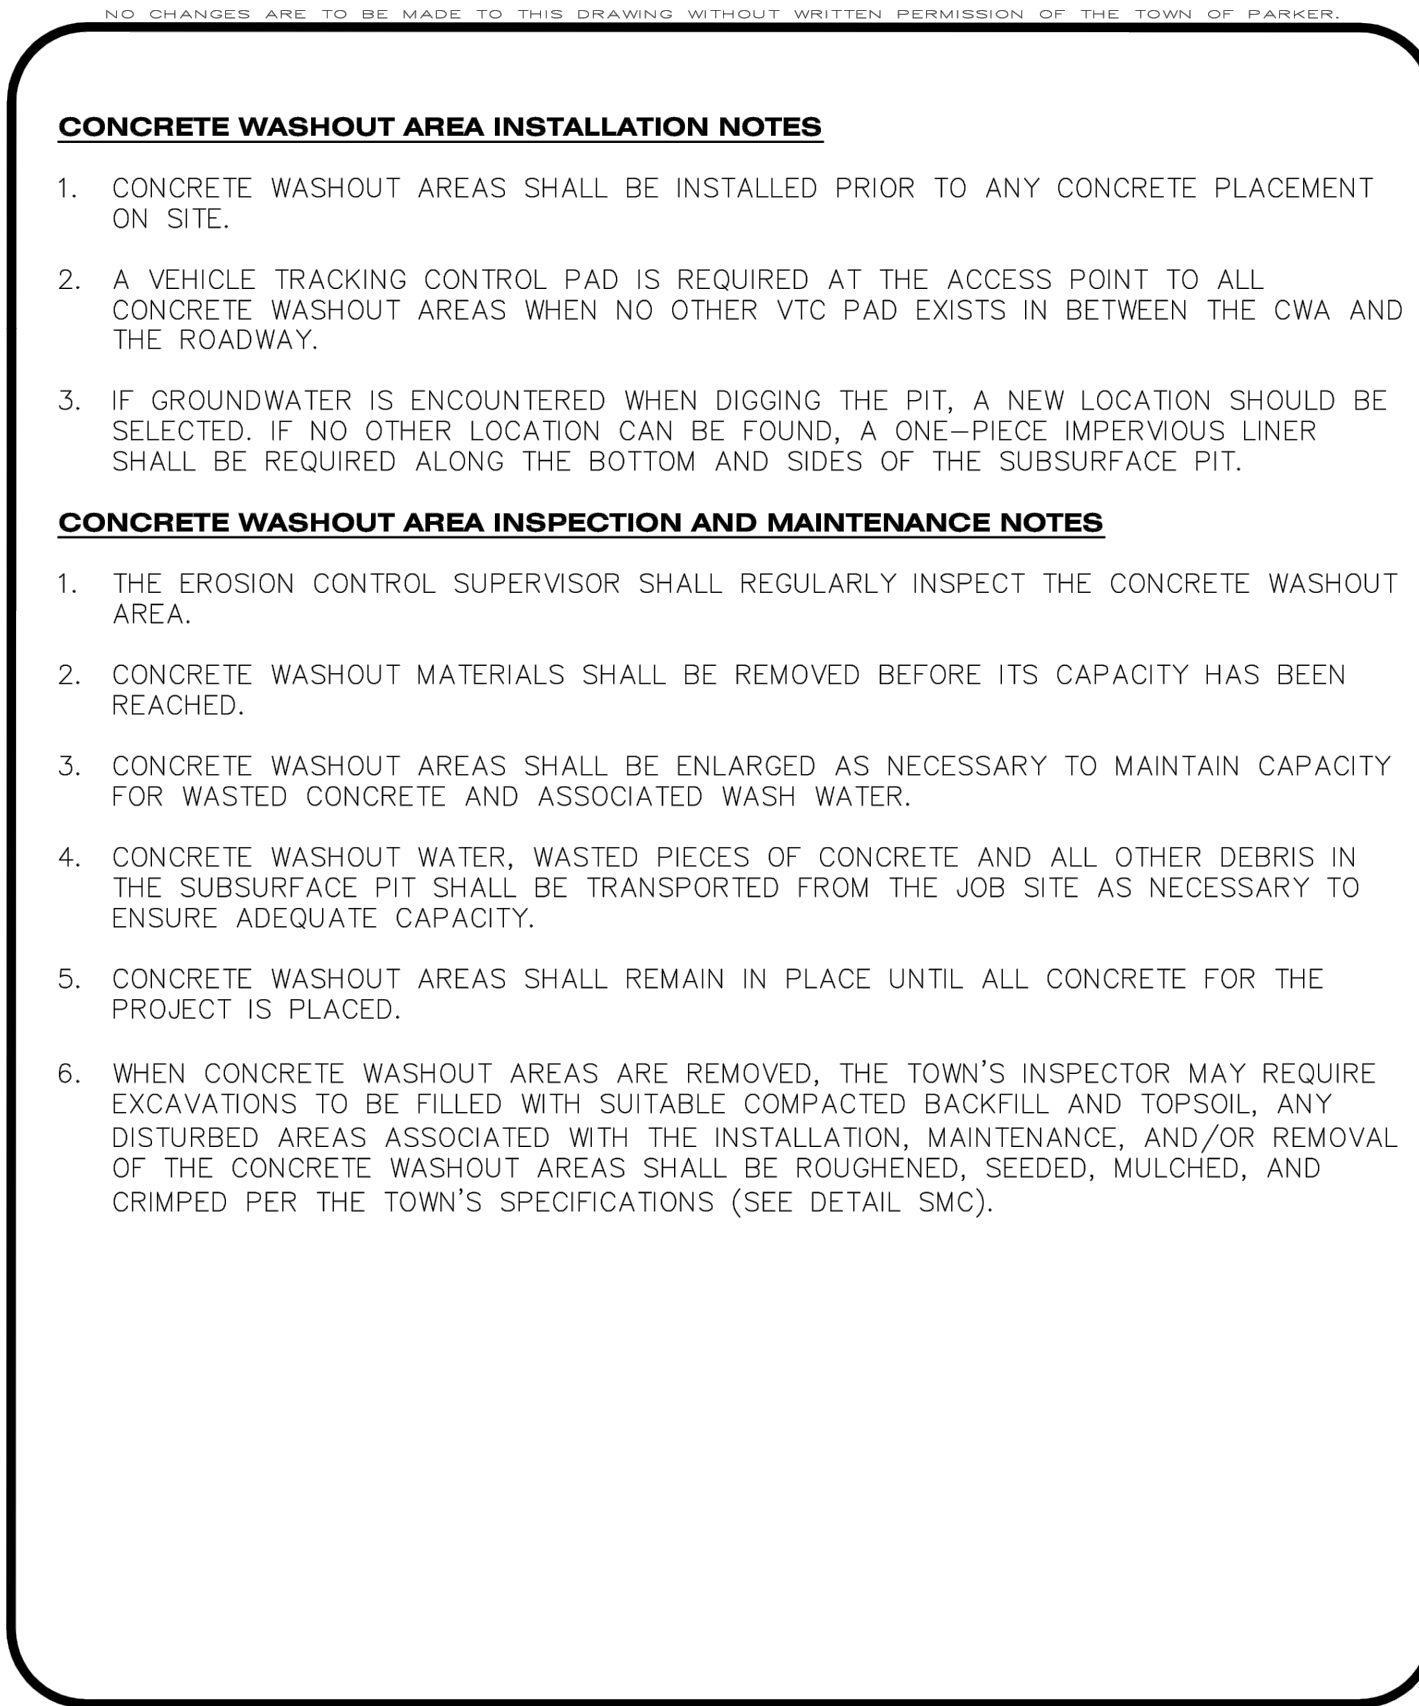 NO CHANGES ARE TO BE MADE TO THIS DRAWING WITHOUT WRITTEN PERMISSION OF THE TOWN OF PARKER.
CONCRETE WASHOUT AREA INSTALLATION NOTES
1. CONCRETE WASHOUT AREAS SHALL BE INSTALLED PRIOR TO ANY CONCRETE PLACEMENT
ON SITE.
2. A VEHICLE TRACKING CONTROL PAD IS REQUIRED AT THE ACCESS POINT TO ALL
CONCRETE WASHOUT AREAS WHEN NO OTHER VTC PAD EXISTS IN BETWEEN THE CWA AND
THE ROADWAY.
3. IF GROUNDWATER IS ENCOUNTERED WHEN DIGGING THE PIT, A NEW LOCATION SHOULD BE
SELECTED. IF NO OTHER LOCATION CAN BE FOUND, A ONE–PIECE IMPERVIOUS LINER
SHALL BE REQUIRED ALONG THE BOTTOM AND SIDES OF THE SUBSURFACE PIT.
CONCRETE WASHOUT AREA INSPECTION AND MAINTENANCE NOTES
1. THE EROSION CONTROL SUPERVISOR SHALL REGULARLY INSPECT THE CONCRETE WASHOUT
AREA.
2. CONCRETE WASHOUT MATERIALS SHALL BE REMOVED BEFORE ITS CAPACITY HAS BEEN
REACHED.
3. CONCRETE WASHOUT AREAS SHALL BE ENLARGED AS NECESSARY TO MAINTAIN CAPACITY
FOR WASTED CONCRETE AND ASSOCIATED WASH WATER.
4. CONCRETE WASHOUT WATER, WASTED PIECES OF CONCRETE AND ALL OTHER DEBRIS IN
THE SUBSURFACE PIT SHALL BE TRANSPORTED FROM THE JOB SITE AS NECESSARY TO
ENSURE ADEQUATE CAPACITY.
5. CONCRETE WASHOUT AREAS SHALL REMAIN IN PLACE UNTIL ALL CONCRETE FOR THE
PROJECT IS PLACED.
6. WHEN CONCRETE WASHOUT AREAS ARE REMOVED, THE TOWN'S INSPECTOR MAY REQUIRE
EXCAVATIONS TO BE FILLED WITH SUITABLE COMPACTED BACKFILL AND TOPSOIL, ANY
DISTURBED AREAS ASSOCIATED WITH THE INSTALLATION, MAINTENANCE, AND/OR REMOVAL
OF THE CONCRETE WASHOUT AREAS SHALL BE ROUGHENED, SEEDED, MULCHED, AND
CRIMPED PER THE TOWN'S SPECIFICATIONS (SEE DETAIL SMC).